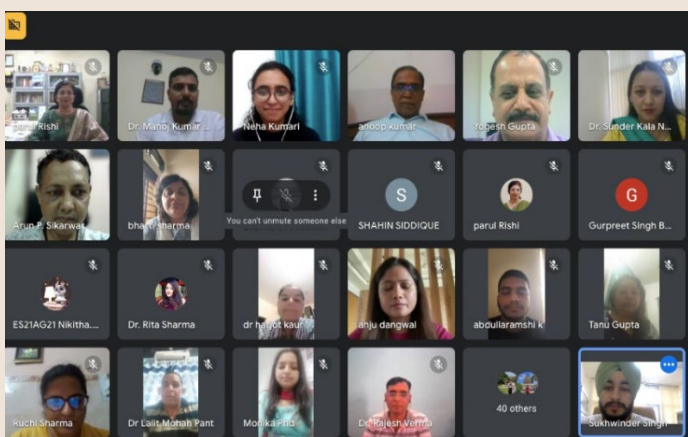 Rishi
Dr. Manoj Kumar ...
Neha Kumari
anoop kumar
Yogesh Gupta
Dr. Sunder Kala N...
Arun P. Sikarwar
bharti sharma
You can't unmute someone else
S
SHAHIN SIDDIQUE
parul Rishi
G
Gurpreet Singh B...
ES21AG21 Nikitha....
Dr. Rita Sharma
dr harjot kaur
anju dangwal
abdullaramshi k
Tanu Gupta
Ruchi Sharma
Dr Lalit Mohan Pant
Monika
Dr. Rajesh Verma
40 others
Sukhwinder Singh